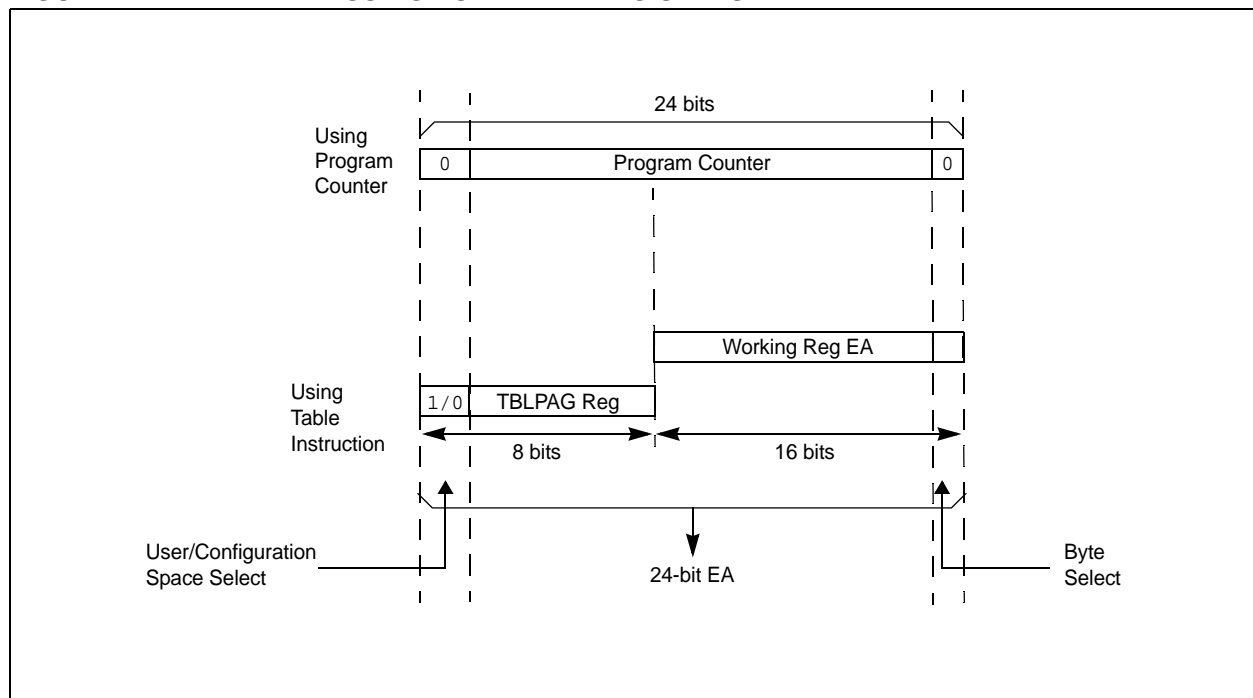 24 bits
Using
Program
Counter
0
Program Counter
0
Working Reg EA
Using
Table
Instruction
1/0
TBLPAG Reg
8 bits
16 bits
User/Configuration
Space Select
24-bit EA
Byte
Select